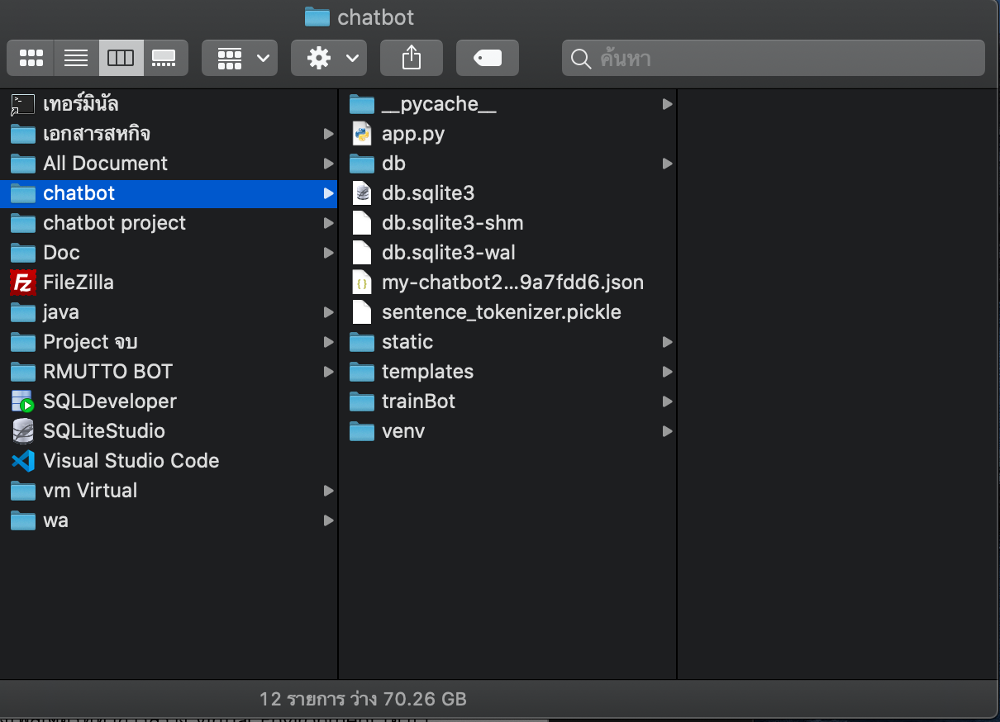 chatbot
ค้นหา
เทอร์มินัล
เอกสารสหกิจ
All Document
chatbot
chatbot project
Doc
FileZilla
java
Project จบ
RMUTTO BOT
SQLDeveloper
SQLiteStudio
Visual Studio Code
vm Virtual
wa
__pycache__
app.py
db
db.sqlite3
db.sqlite3-shm
db.sqlite3-wal
my-chatbot2...9a7fdd6.json
sentence_tokenizer.pickle
static
templates
trainBot
venv
12 รายการ ว่าง 70.26 GB